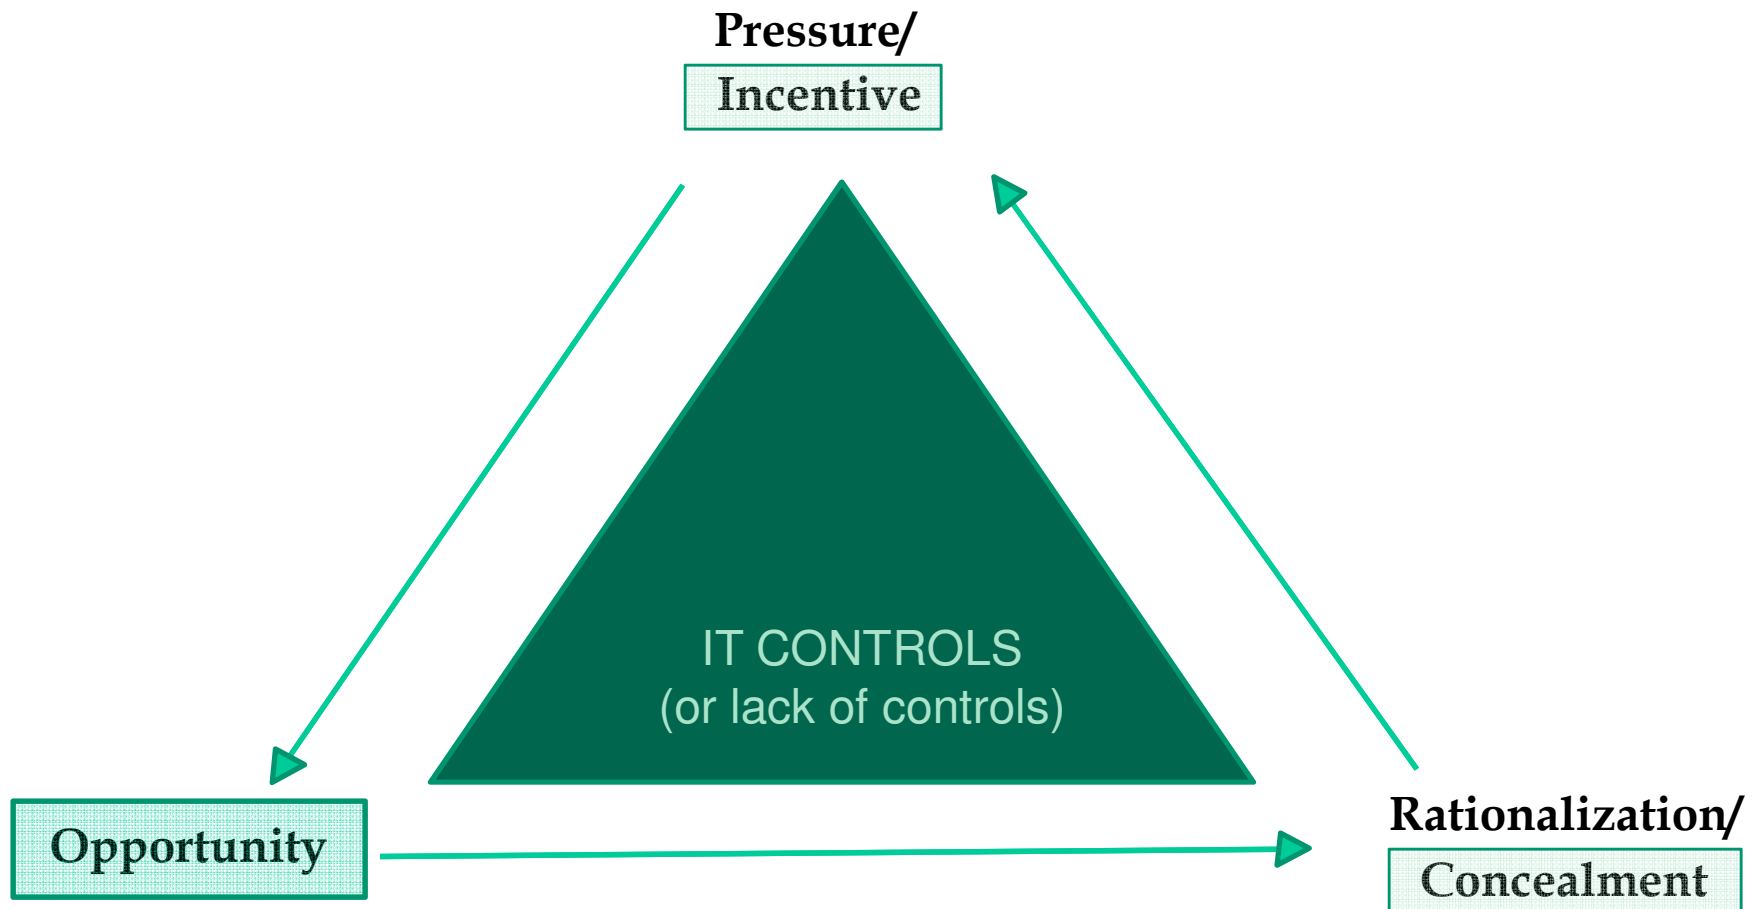 Pressure/
Incentive
IT CONTROLS
(or lack of controls)
Opportunity
Rationalization/
Concealment